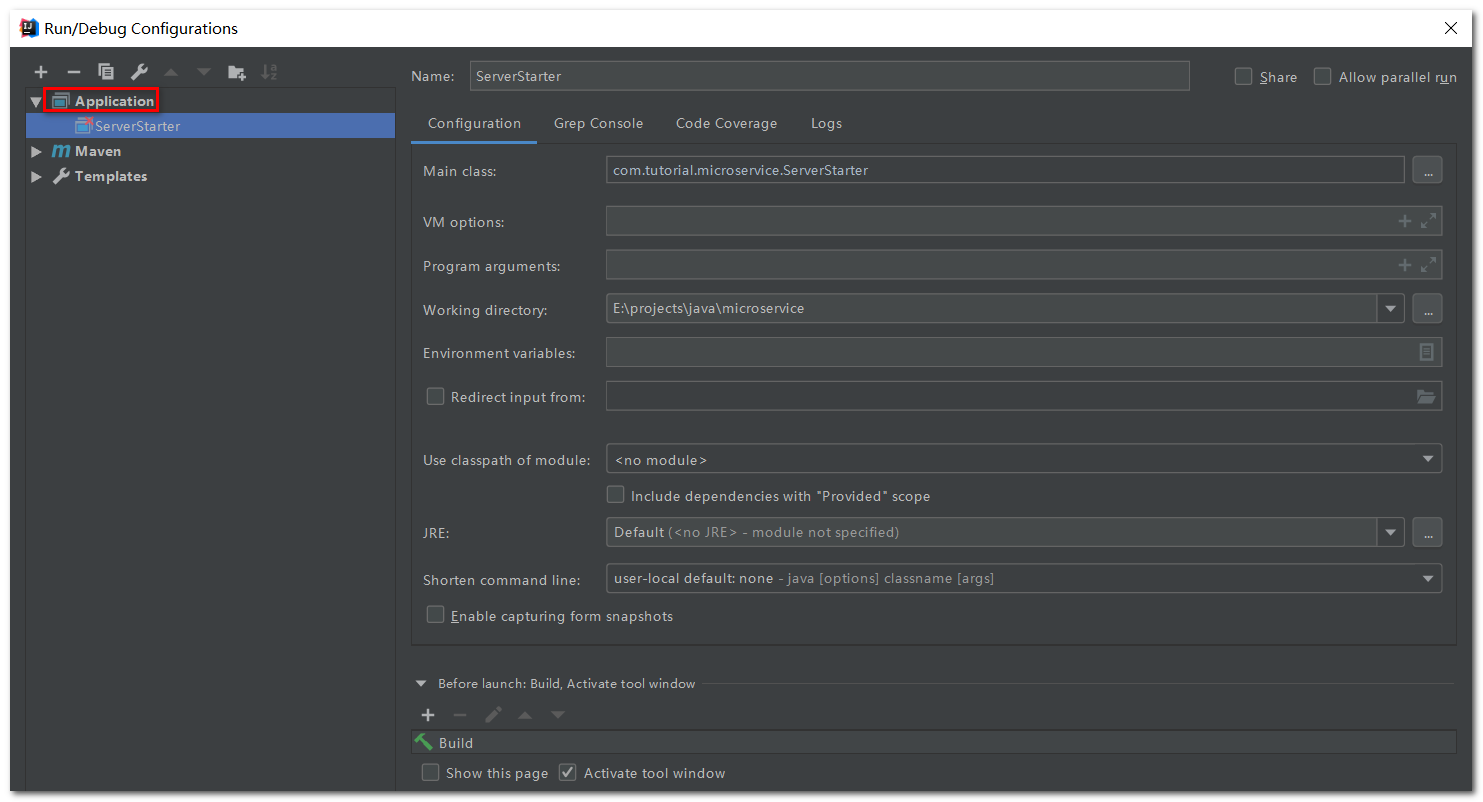 Run/Debug Configurations
Name: ServerStarter Share Allow parallel run
Application
ServerStarter
Maven
Templates
Configuration Grep Console Code Coverage Logs
Main class: com.tutorial.microservice.ServerStarter ...
VM options:
Program arguments:
Working directory: E:\projects\java\microservice ...
Environment variables:
Redirect input from:
Use classpath of module: <no module>
Include dependencies with "Provided" scope
JRE: Default (<no JRE> - module not specified) ...
Shorten command line: user-local default: none - java [options] classname [args]
Enable capturing form snapshots
Before launch: Build, Activate tool window
Build
Show this page Activate tool window